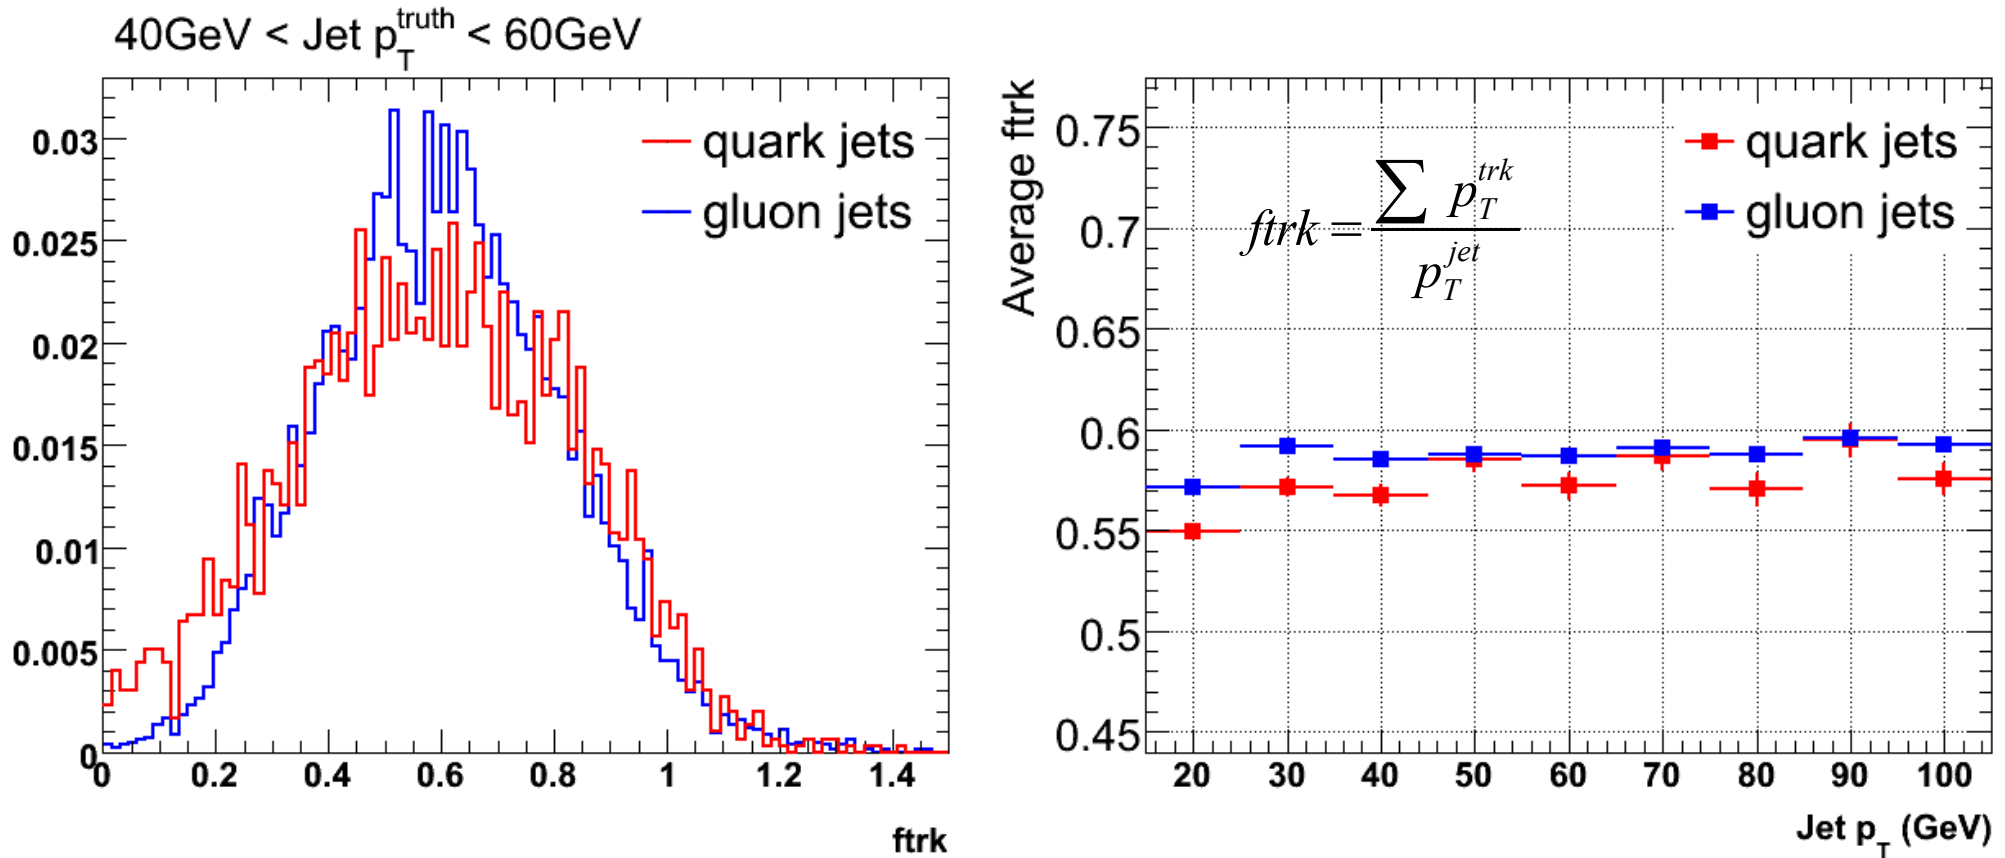 40GeV < Jet p_T^truth < 60GeV
quark jets
gluon jets
0.03
0.025
0.02
0.015
0.01
0.005
0
0 0.2 0.4 0.6 0.8 1 1.2 1.4
ftrk
Average ftrk
quark jets
gluon jets
ftrk = ∑ p_T^trk / p_T^jet
0.75
0.7
0.65
0.6
0.55
0.5
0.45
20 30 40 50 60 70 80 90 100
Jet p_T (GeV)